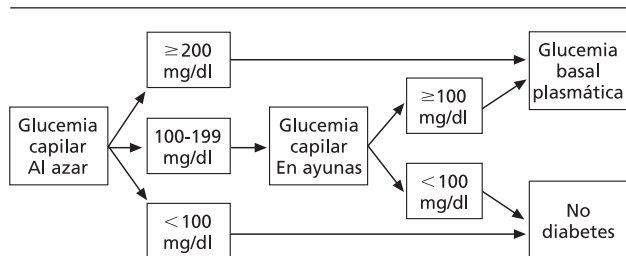 Glucemia
capilar
Al azar
≥200
mg/dl
100-199
mg/dl
<100
mg/dl
Glucemia
capilar
En ayunas
≥100
mg/dl
<100
mg/dl
Glucemia
basal
plasmática
No
diabetes